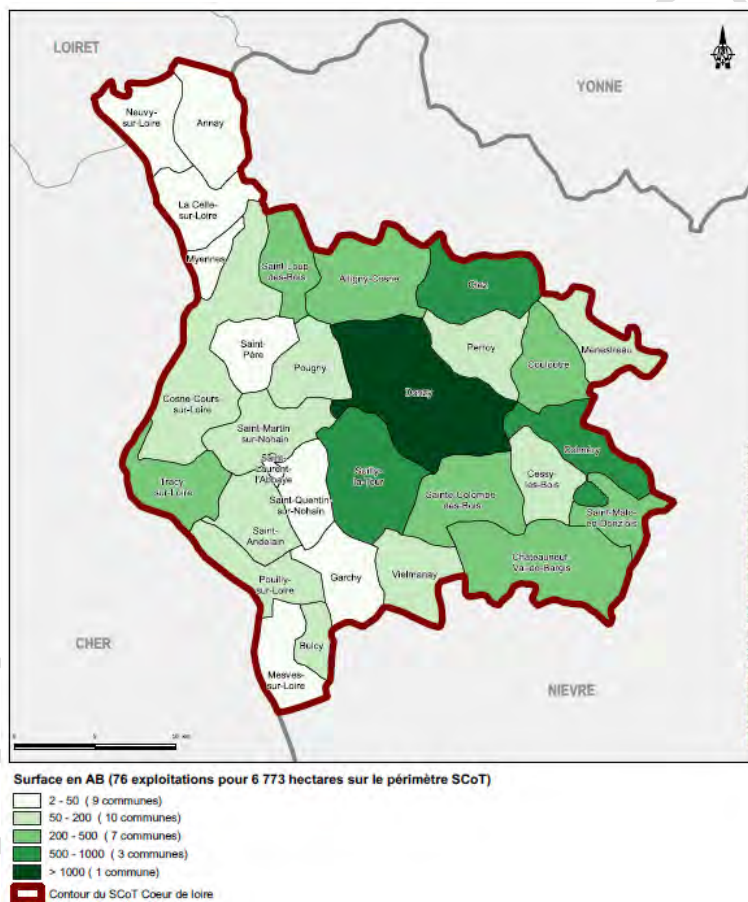 LOIRET
YONNE
Neuvy-
sur-Loire
Annay
La Celle-
sur-Loire
Myennes
Saint-Loup
des-Bois
Alligny-Cosne
Ciez
Saint-
Père
Pougny
Perroy
Couloutre
Menestreau
Donzy
Cosne-Cours
sur-Loire
Saint-Martin
sur-Nohain
Saint-
Laurent-
l'Abbaye
Suilly-
la-Tour
Colméry
Cessy-
les-Bois
Tracy
sur-Loire
Saint-Quentin
sur-Nohain
Sainte-Colombe
des-Bois
Saint-Malo-
en-Donziois
Saint-
Andelain
Châteauneuf
Val-de-Bargis
Pouilly-
sur-Loire
Garchy
Vielmanay
Bulcy
Mesves-
sur-Loire
CHER
NIEVRE
Surface en AB (76 exploitations pour 6 773 hectares sur le périmètre SCoT)
2 - 50 ( 9 communes)
50 - 200 ( 10 communes)
200 - 500 ( 7 communes)
500 - 1000 ( 3 communes)
> 1000 ( 1 commune)
Contour du SCoT Coeur de loire